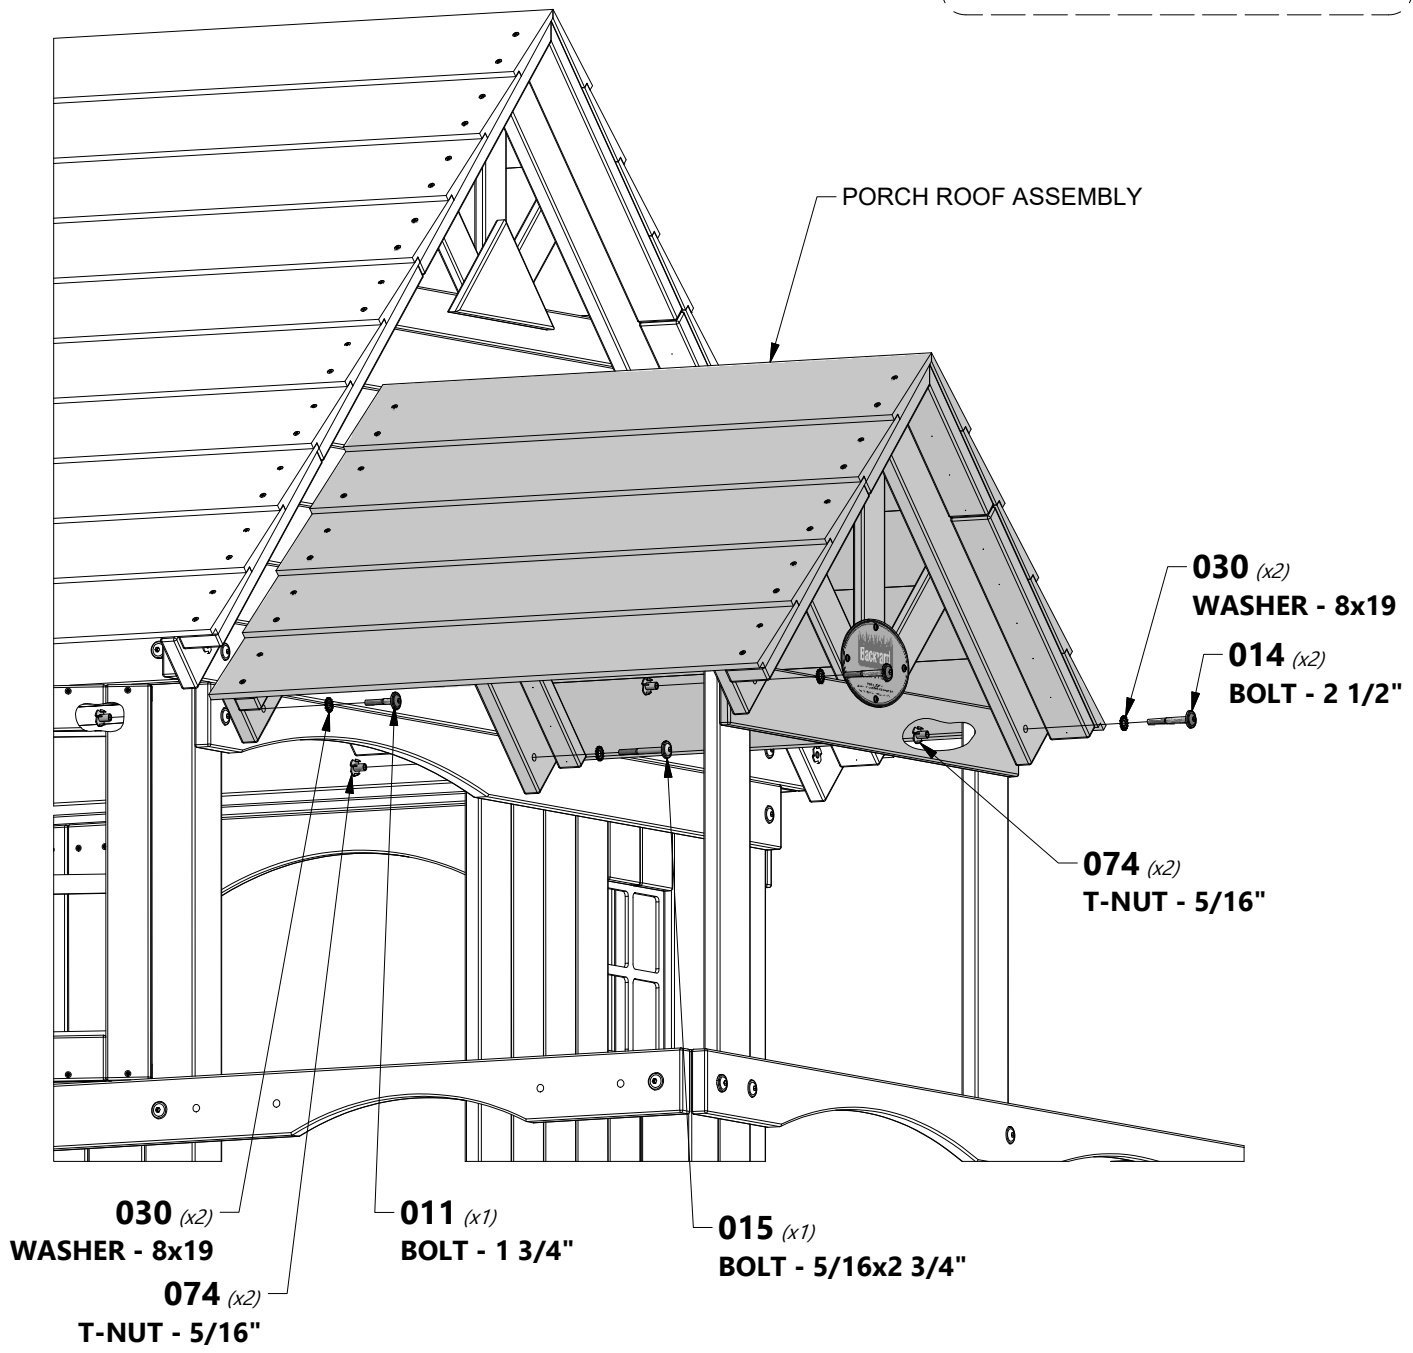 PORCH ROOF ASSEMBLY
030 (x2)
WASHER - 8x19
014 (x2)
BOLT - 2 1/2"
Backyard
074 (x2)
T-NUT - 5/16"
030 (x2)
WASHER - 8x19
011 (x1)
BOLT - 1 3/4"
015 (x1)
BOLT - 5/16x2 3/4"
074 (x2)
T-NUT - 5/16"